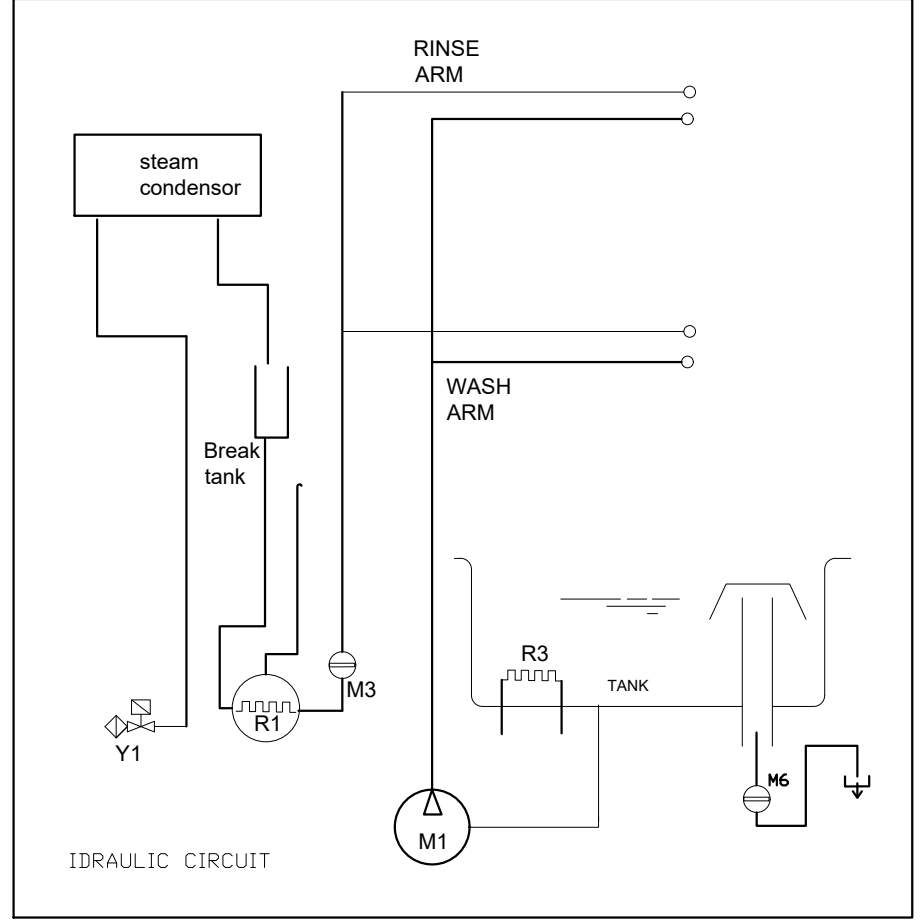 RINSE
ARM
steam
condensor
WASH
ARM
Break
tank
R3
TANK
M3
R1
Y1
M6
M1
IDRAULIC CIRCUIT